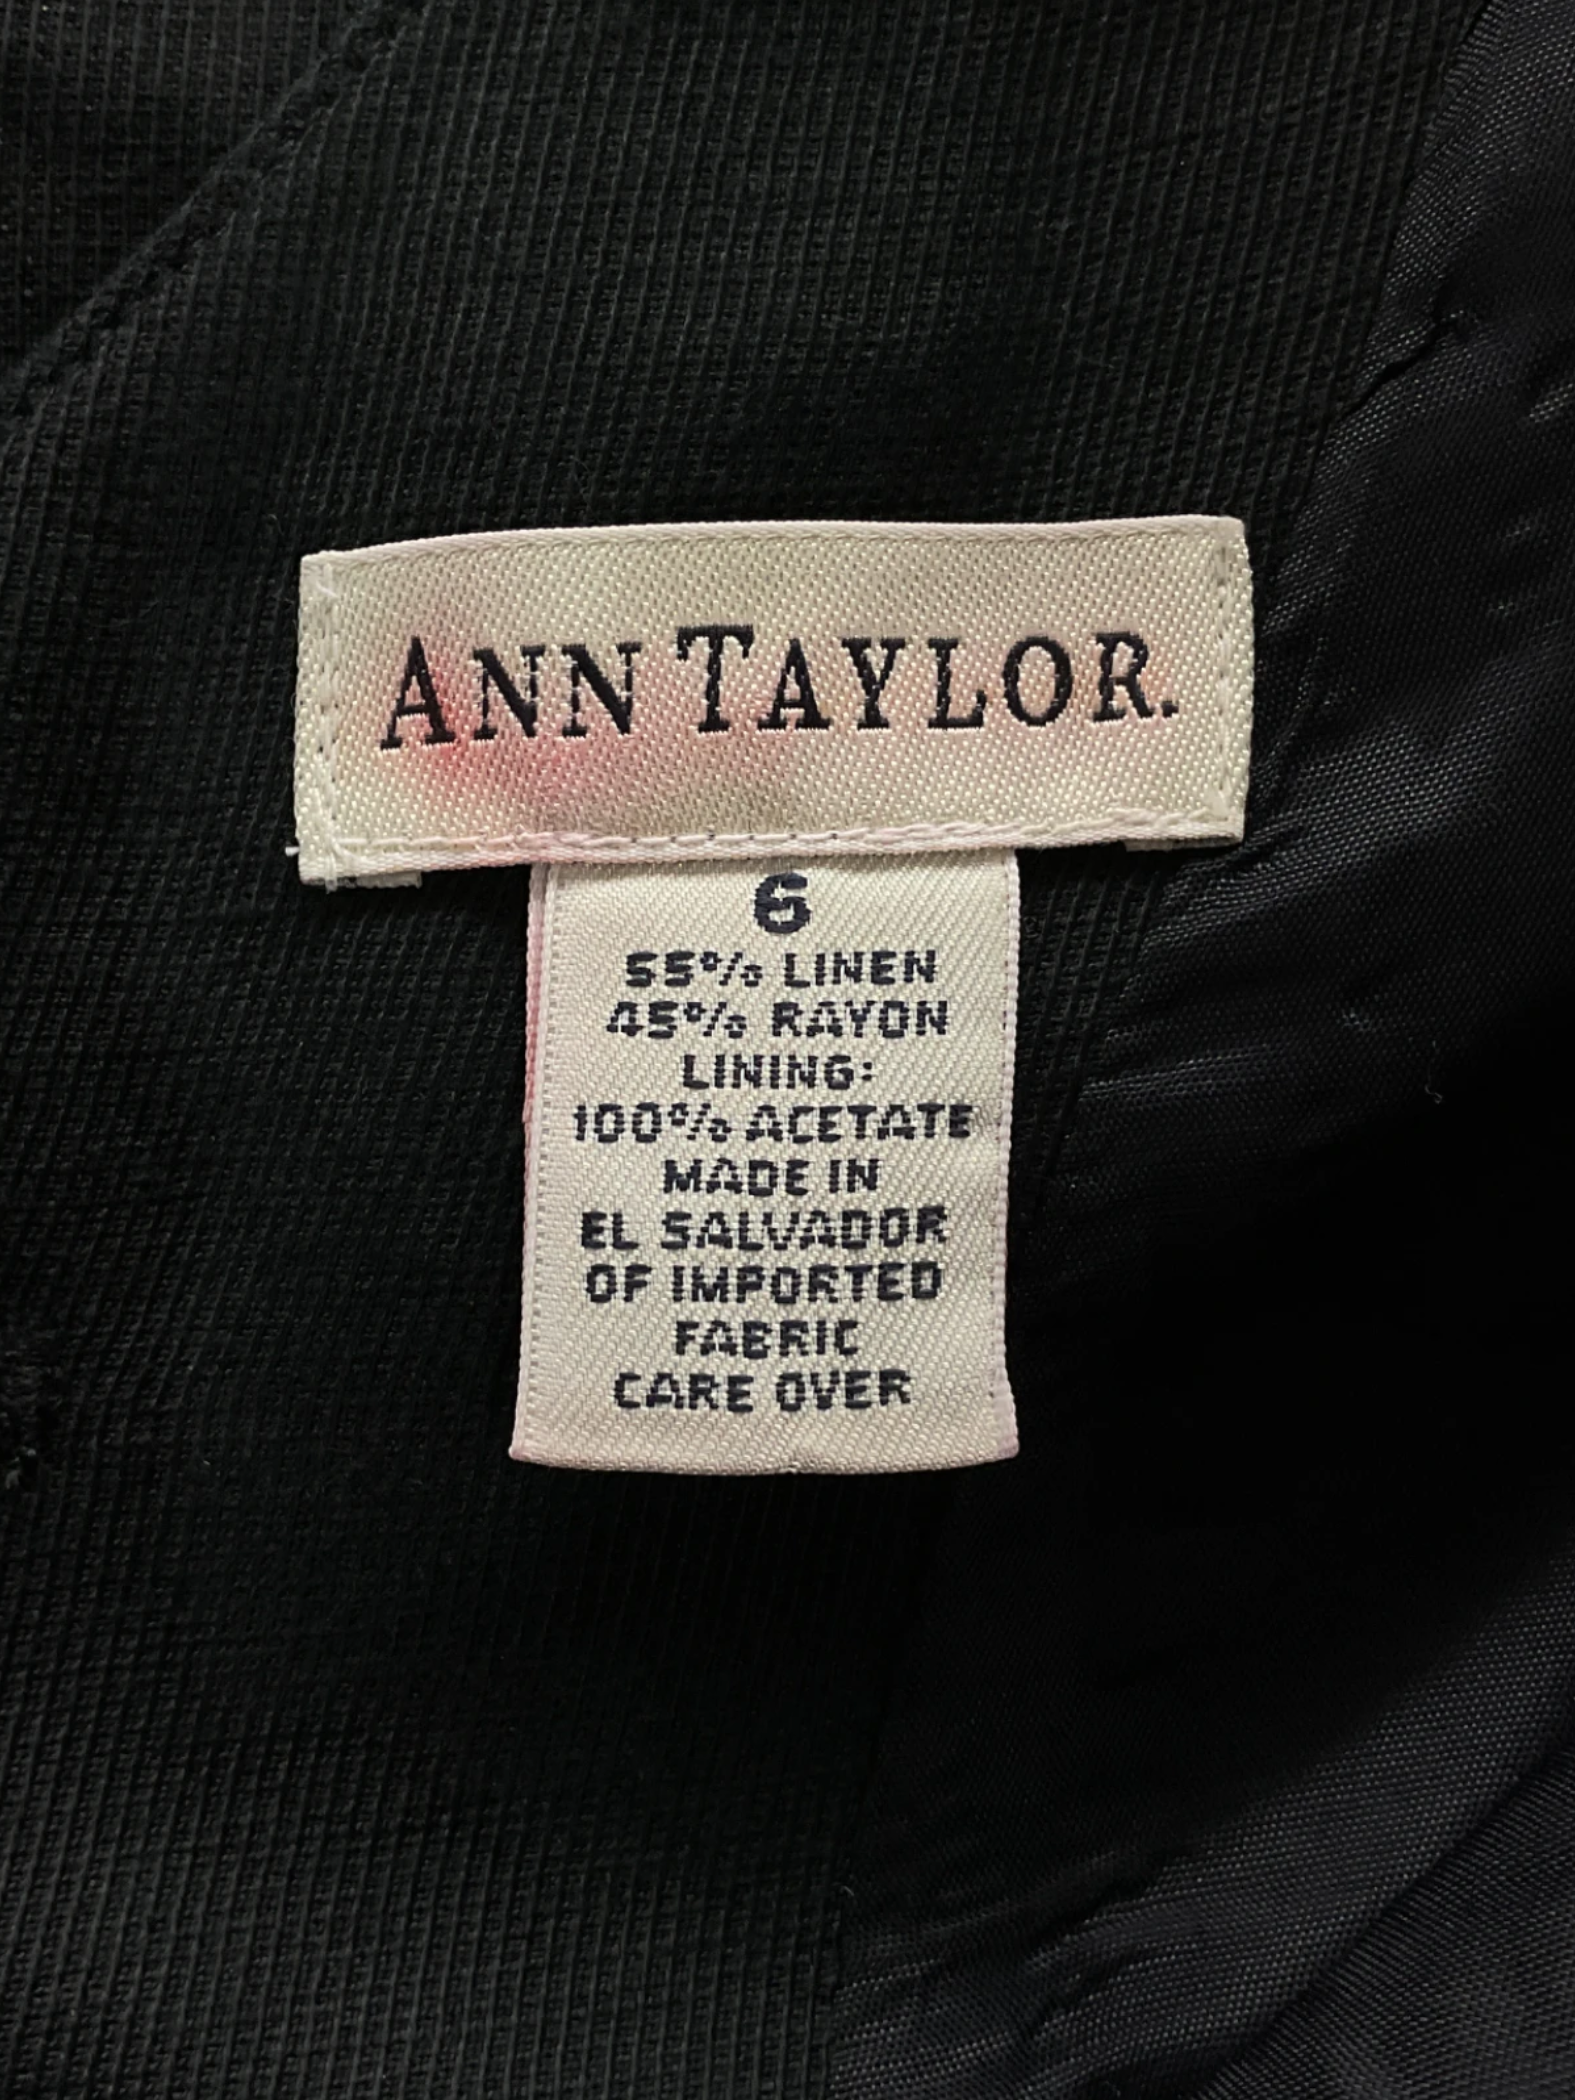 ANN TAYLOR.
6
55% LINEN
45% RAYON
LINING:
100% ACETATE
MADE IN
EL SALVADOR
OF IMPORTED
FABRIC
CARE OVER